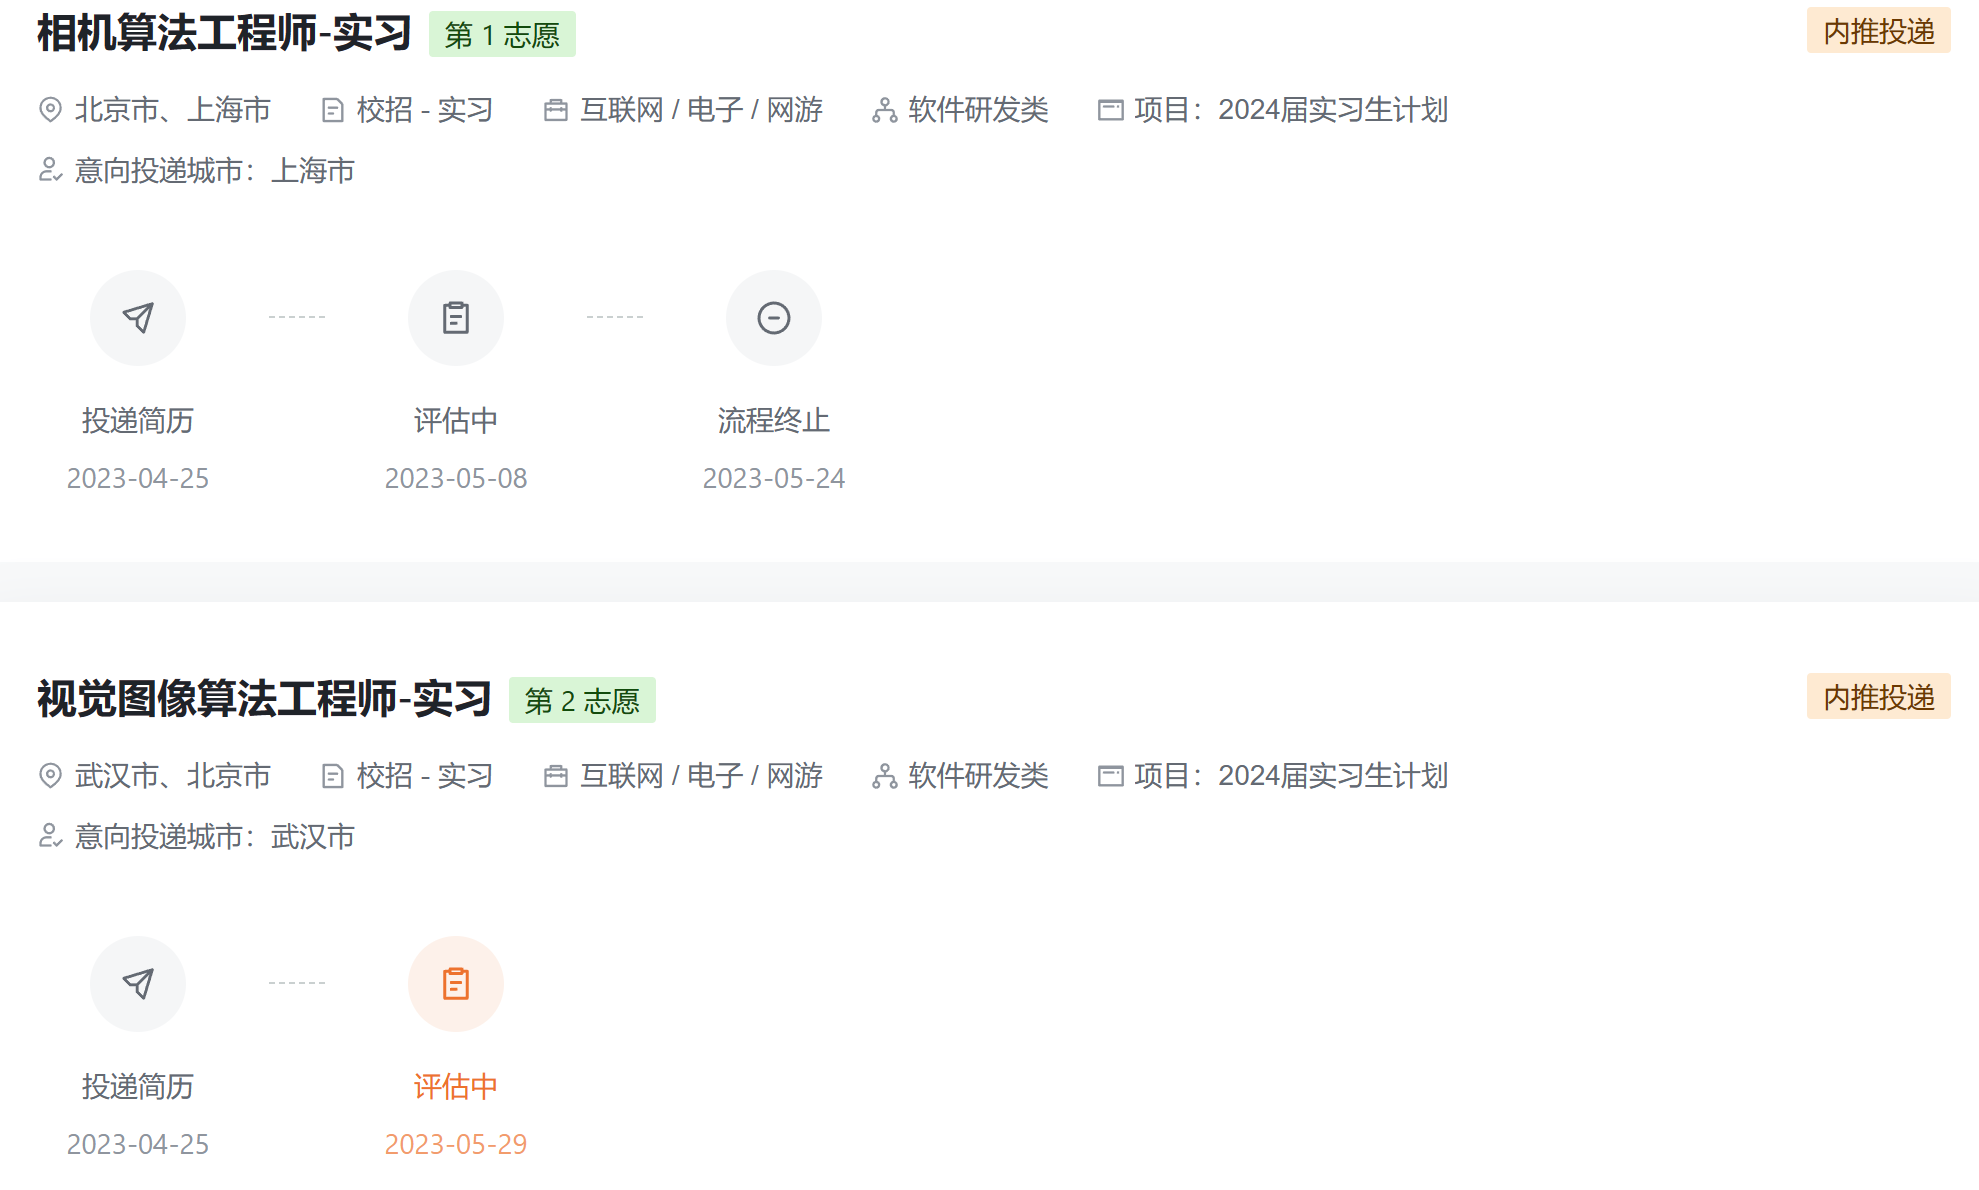 相机算法工程师-实习 第 1 志愿 内推投递
北京市、上海市 校招 - 实习 互联网 / 电子 / 网游 软件研发类 项目：2024届实习生计划
意向投递城市：上海市
投递简历 评估中 流程终止
2023-04-25 2023-05-08 2023-05-24
视觉图像算法工程师-实习 第 2 志愿 内推投递
武汉市、北京市 校招 - 实习 互联网 / 电子 / 网游 软件研发类 项目：2024届实习生计划
意向投递城市：武汉市
投递简历 评估中
2023-04-25 2023-05-29